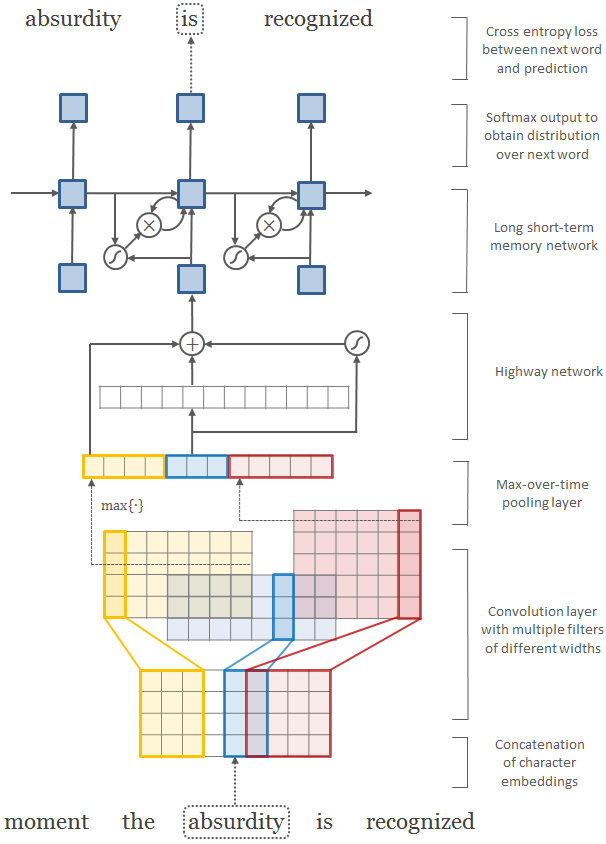 absurdity is recognized
Cross entropy loss
between next word
and prediction
Softmax output to
obtain distribution
over next word
Long short-term
memory network
Highway network
Max-over-time
pooling layer
max{·}
Convolution layer
with multiple filters
of different widths
Concatenation
of character
embeddings
moment the absurdity is recognized